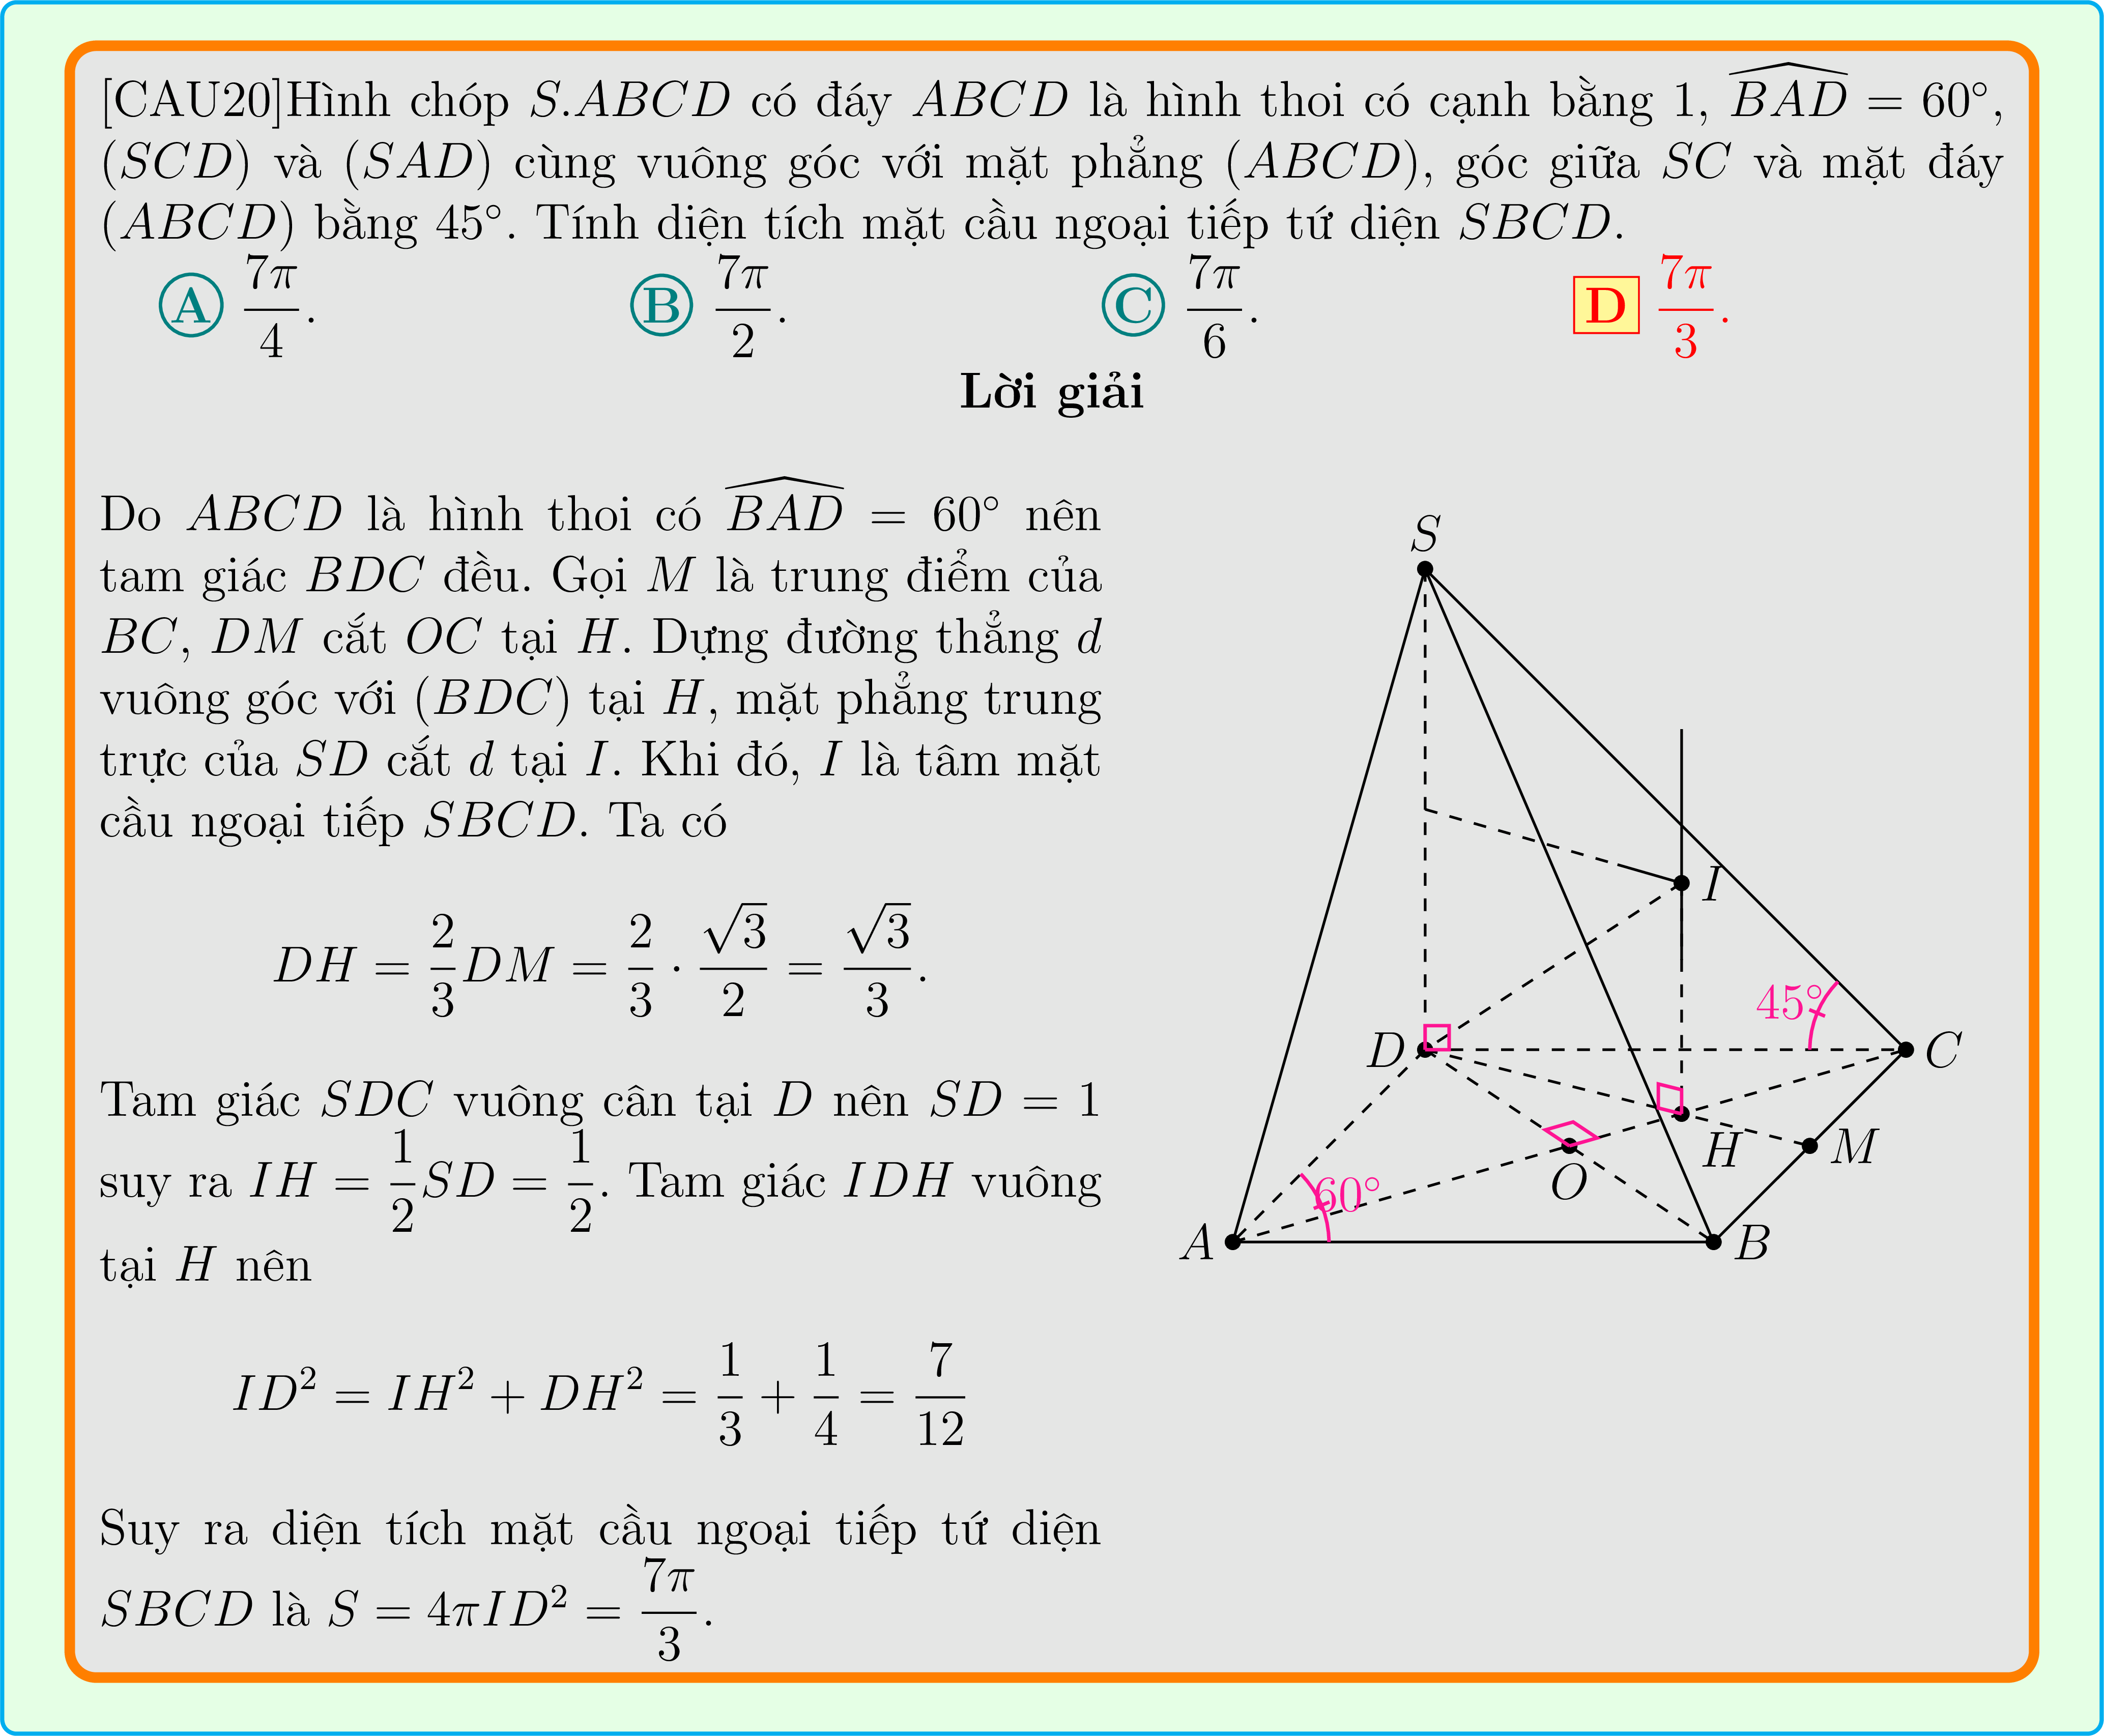 [CAU20]Hình chóp S.ABCD có đáy ABCD là hình thoi có cạnh bằng 1, $\widehat{BAD}$ = 60°,
(SCD) và (SAD) cùng vuông góc với mặt phẳng (ABCD), góc giữa SC và mặt đáy
(ABCD) bằng 45°. Tính diện tích mặt cầu ngoại tiếp tứ diện SBCD.
A $\frac{7\pi}{4}$. B $\frac{7\pi}{2}$. C $\frac{7\pi}{6}$. D $\frac{7\pi}{3}$.
Lời giải
Do ABCD là hình thoi có $\widehat{BAD}$ = 60° nên
tam giác BDC đều. Gọi M là trung điểm của
BC, DM cắt OC tại H. Dựng đường thẳng d
vuông góc với (BDC) tại H, mặt phẳng trung
trực của SD cắt d tại I. Khi đó, I là tâm mặt
cầu ngoại tiếp SBCD. Ta có
$DH = \frac{2}{3}DM = \frac{2}{3} \cdot \frac{\sqrt{3}}{2} = \frac{\sqrt{3}}{3}.$
Tam giác SDC vuông cân tại D nên SD = 1
suy ra $IH = \frac{1}{2}SD = \frac{1}{2}$. Tam giác IDH vuông
tại H nên
$ID^2 = IH^2 + DH^2 = \frac{1}{3} + \frac{1}{4} = \frac{7}{12}$
Suy ra diện tích mặt cầu ngoại tiếp tứ diện
SBCD là $S = 4\pi ID^2 = \frac{7\pi}{3}$.
S
I
45°
D
C
H
M
O
60°
A
B